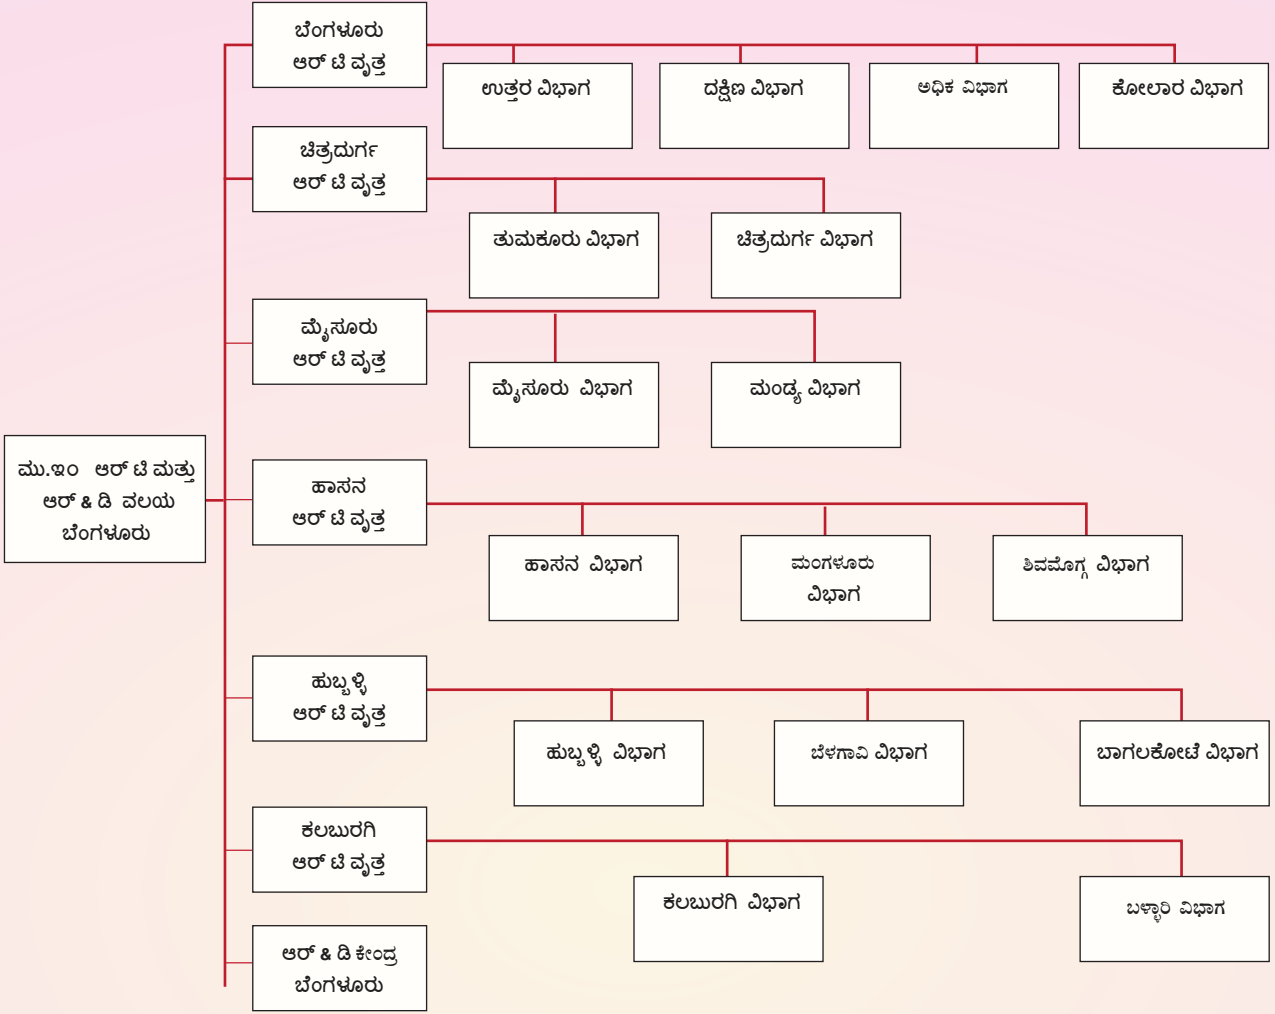 ಬೆಂಗಳೂರು
ಆರ್ ಟಿ ವೃತ್ತ
ಉತ್ತರ ವಿಭಾಗ
ದಕ್ಷಿಣ ವಿಭಾಗ
ಅಧಿಕ ವಿಭಾಗ
ಕೋಲಾರ ವಿಭಾಗ
ಚಿತ್ರದುರ್ಗ
ಆರ್ ಟಿ ವೃತ್ತ
ತುಮಕೂರು ವಿಭಾಗ
ಚಿತ್ರದುರ್ಗ ವಿಭಾಗ
ಮೈಸೂರು
ಆರ್ ಟಿ ವೃತ್ತ
ಮೈಸೂರು ವಿಭಾಗ
ಮಂಡ್ಯ ವಿಭಾಗ
ಮು.ಇಂ ಆರ್ ಟಿ ಮತ್ತು
ಆರ್ & ಡಿ ವಲಯ
ಬೆಂಗಳೂರು
ಹಾಸನ
ಆರ್ ಟಿ ವೃತ್ತ
ಹಾಸನ ವಿಭಾಗ
ಮಂಗಳೂರು
ವಿಭಾಗ
ಶಿವಮೊಗ್ಗ ವಿಭಾಗ
ಹುಬ್ಬಳ್ಳಿ
ಆರ್ ಟಿ ವೃತ್ತ
ಹುಬ್ಬಳ್ಳಿ ವಿಭಾಗ
ಬೆಳಗಾವಿ ವಿಭಾಗ
ಬಾಗಲಕೋಟೆ ವಿಭಾಗ
ಕಲಬುರಗಿ
ಆರ್ ಟಿ ವೃತ್ತ
ಕಲಬುರಗಿ ವಿಭಾಗ
ಬಳ್ಳಾರಿ ವಿಭಾಗ
ಆರ್ & ಡಿ ಕೇಂದ್ರ
ಬೆಂಗಳೂರು